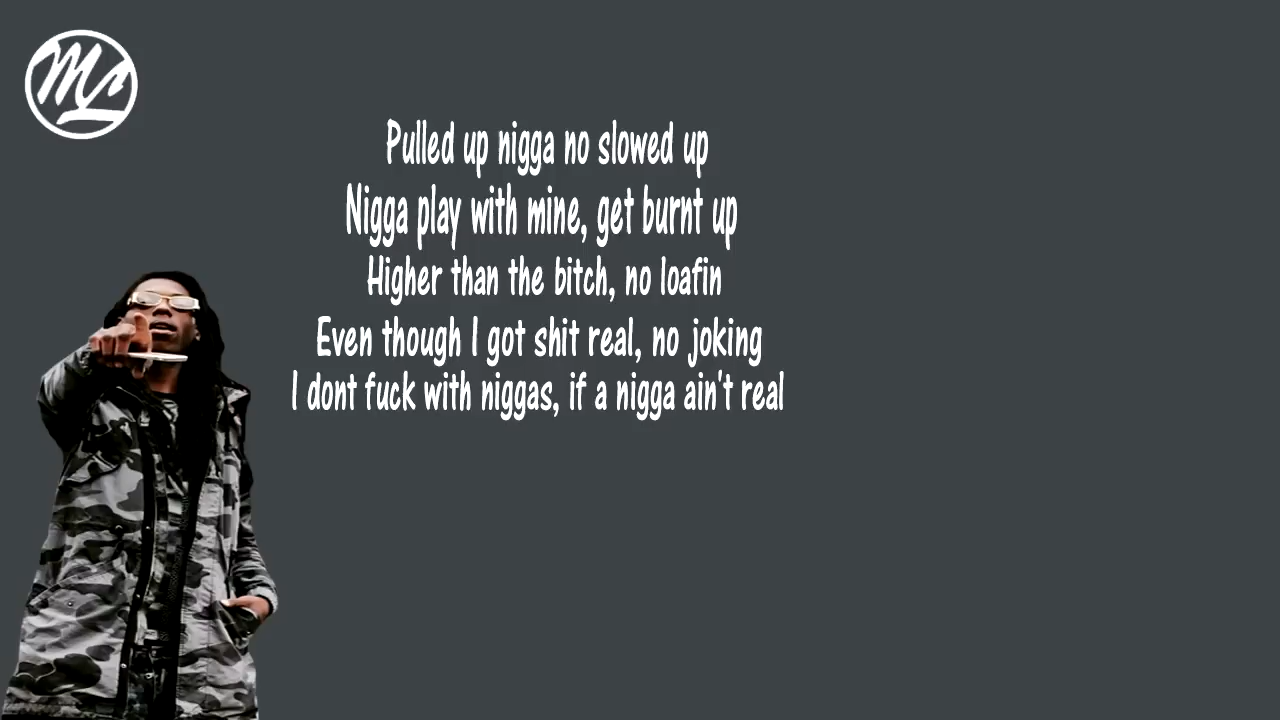 Pulled up nigga no slowed up
Nigga play with mine, get burnt up
Higher than the bitch, no loafin
Even though I got shit real, no joking
I dont fuck with niggas, if a nigga ain't real